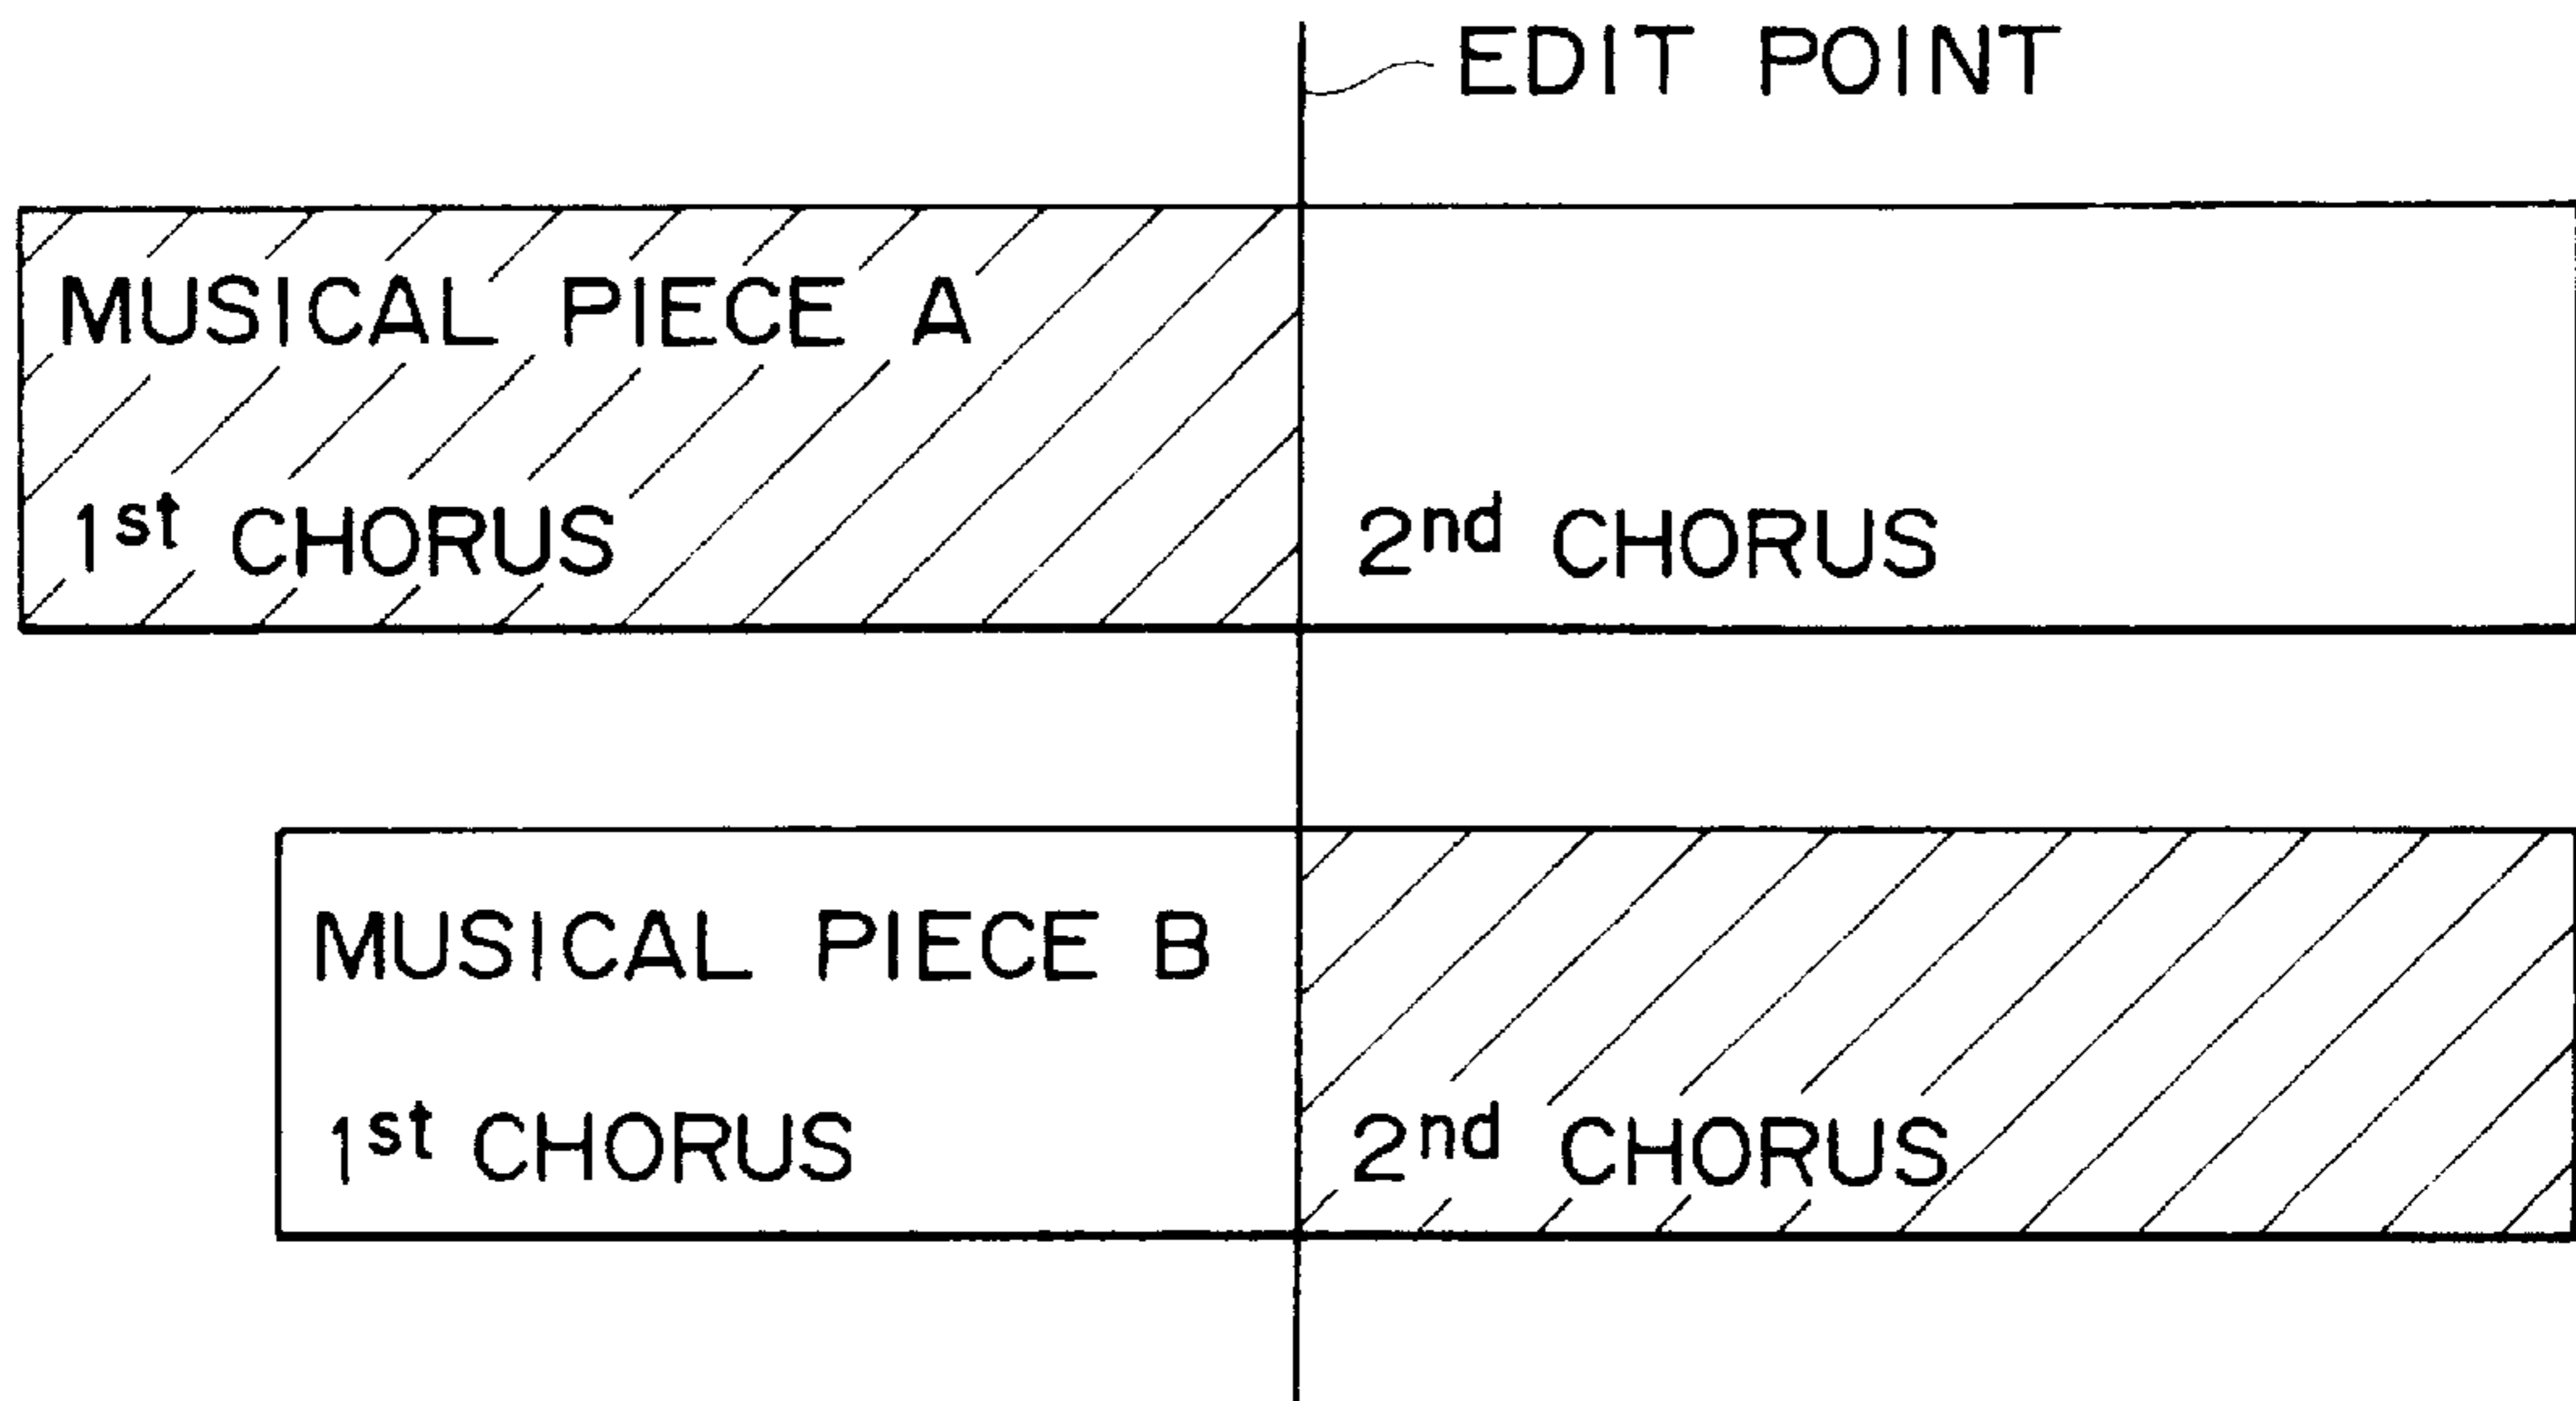 EDIT POINT
MUSICAL PIECE A
1st CHORUS
2nd CHORUS
MUSICAL PIECE B
1st CHORUS
2nd CHORUS